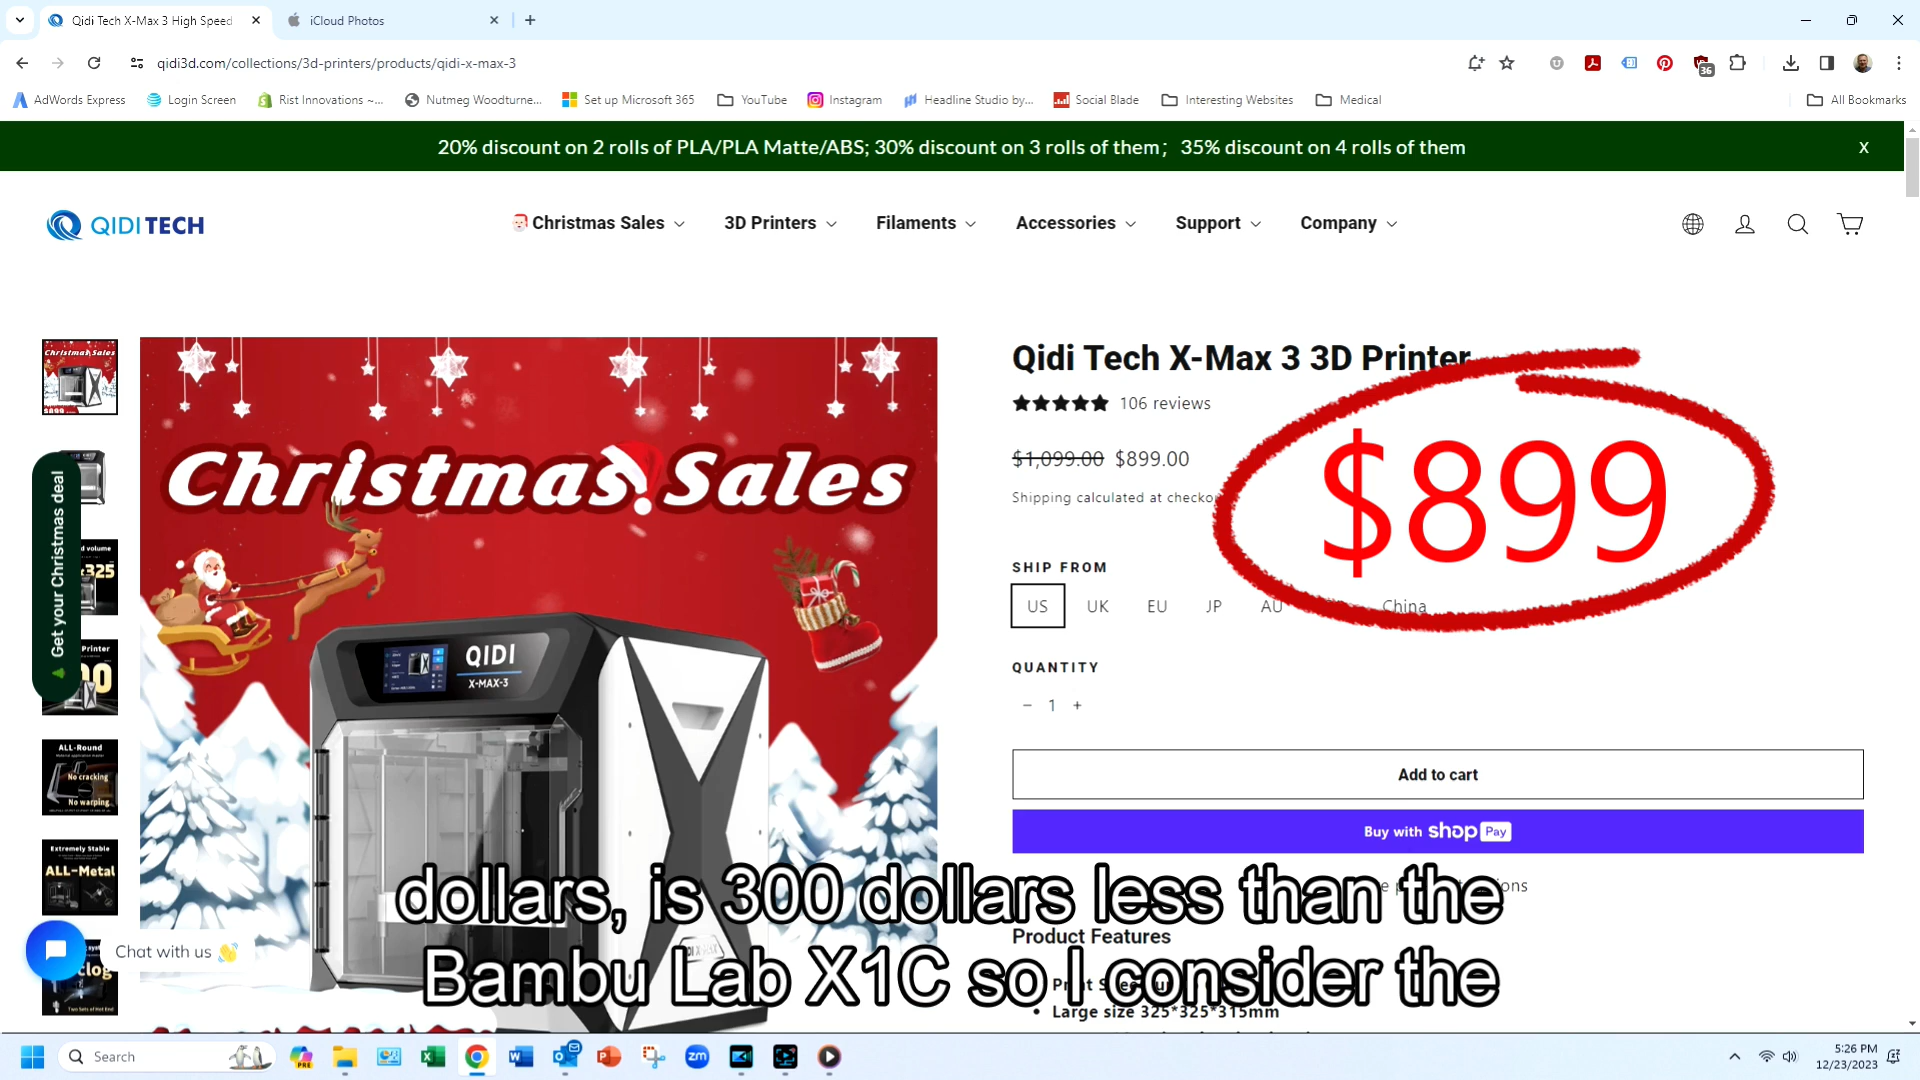 Qidi Tech X-Max 3 High Speed
iCloud Photos
qidi3d.com/collections/3d-printers/products/qidi-x-max-3
36
AdWords Express
Login Screen
Rist Innovations ~...
Nutmeg Woodturne...
Set up Microsoft 365
YouTube
Instagram
Headline Studio by...
Social Blade
Interesting Websites
Medical
All Bookmarks
20% discount on 2 rolls of PLA/PLA Matte/ABS; 30% discount on 3 rolls of them; 35% discount on 4 rolls of them
X
QIDI TECH
Christmas Sales
3D Printers
Filaments
Accessories
Support
Company
Christmas Sales
Get your Christmas deal
ALL-Round
No cracking
No warping
Extremely Stable
ALL-Metal
Christmas Sales
QIDI
X-MAX-3
Qidi Tech X-Max 3 3D Printer
106 reviews
$1,099.00 $899.00
$899
Shipping calculated at
SHIP FROM
US UK EU JP AU China
QUANTITY
− 1 +
Add to cart
Buy with shop Pay
dollars, is 300 dollars less than the
Product Features
Bambu Lab X1C so I consider the
Large size 325*325*315mm
Chat with us
Search
PRE
zm
5:26 PM
12/23/2023